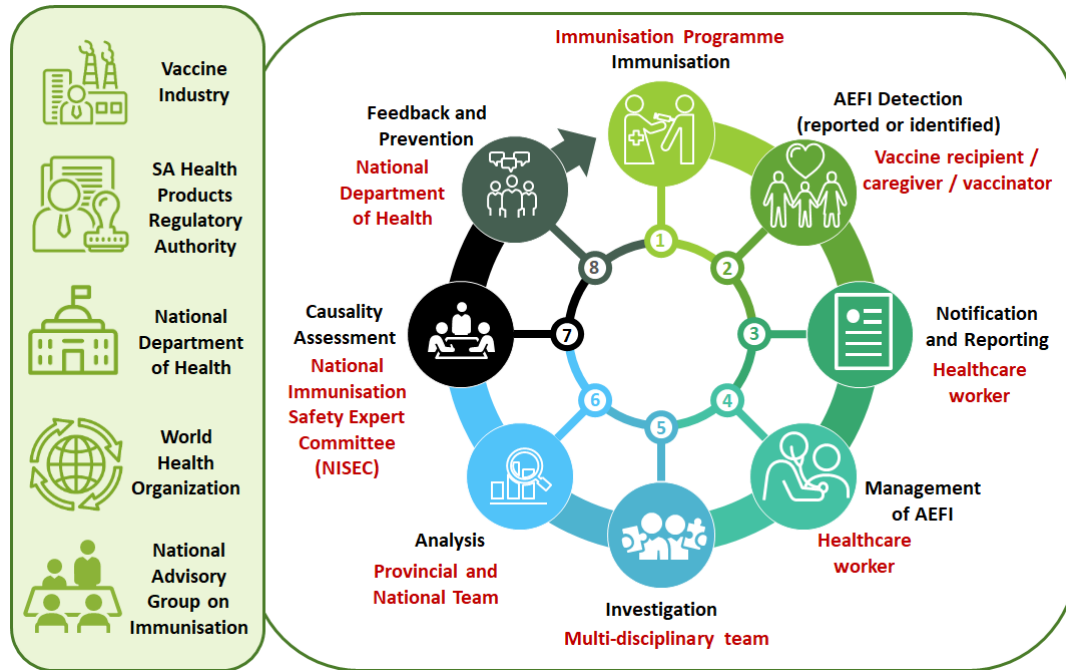 Vaccine
Industry
SA Health
Products
Regulatory
Authority
National
Department
of Health
World
Health
Organization
National
Advisory
Group on
Immunisation
Immunisation Programme
Immunisation
AEFI Detection
(reported or identified)
Vaccine recipient /
caregiver / vaccinator
Notification
and Reporting
Healthcare
worker
Management
of AEFI
Healthcare
worker
Investigation
Multi-disciplinary team
Analysis
Provincial and
National Team
Causality
Assessment
National
Immunisation
Safety Expert
Committee
(NISEC)
Feedback and
Prevention
National
Department
of Health
1
2
3
4
5
6
7
8